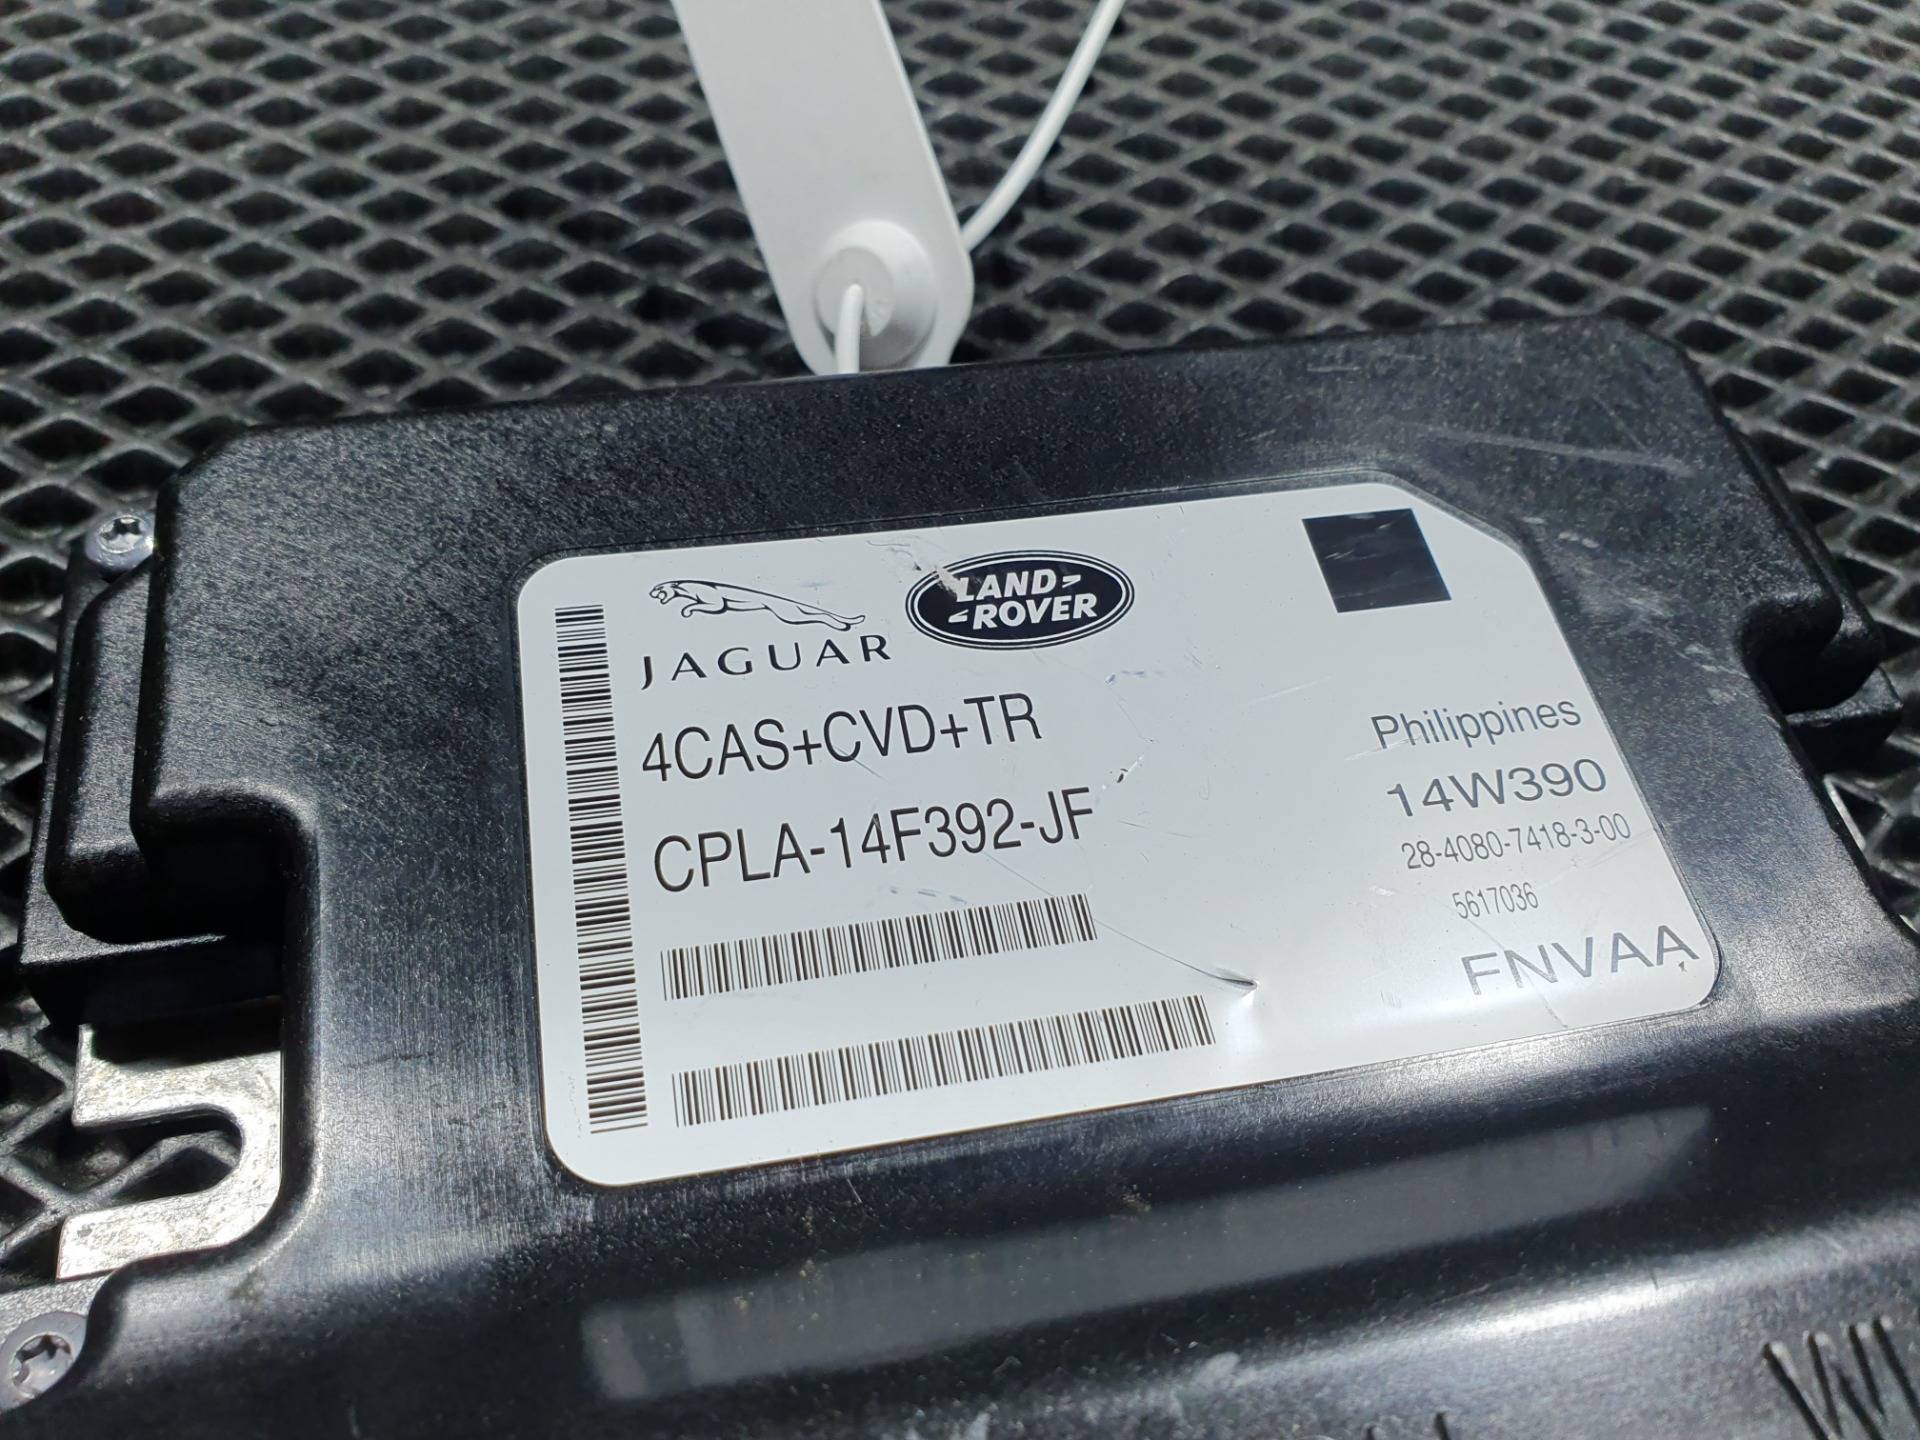 JAGUAR
LAND-
-ROVER
4CAS+CVD+TR
CPLA-14F392-JF
Philippines
14W390
28-4080-7418-3-00
5617036
FNVAA